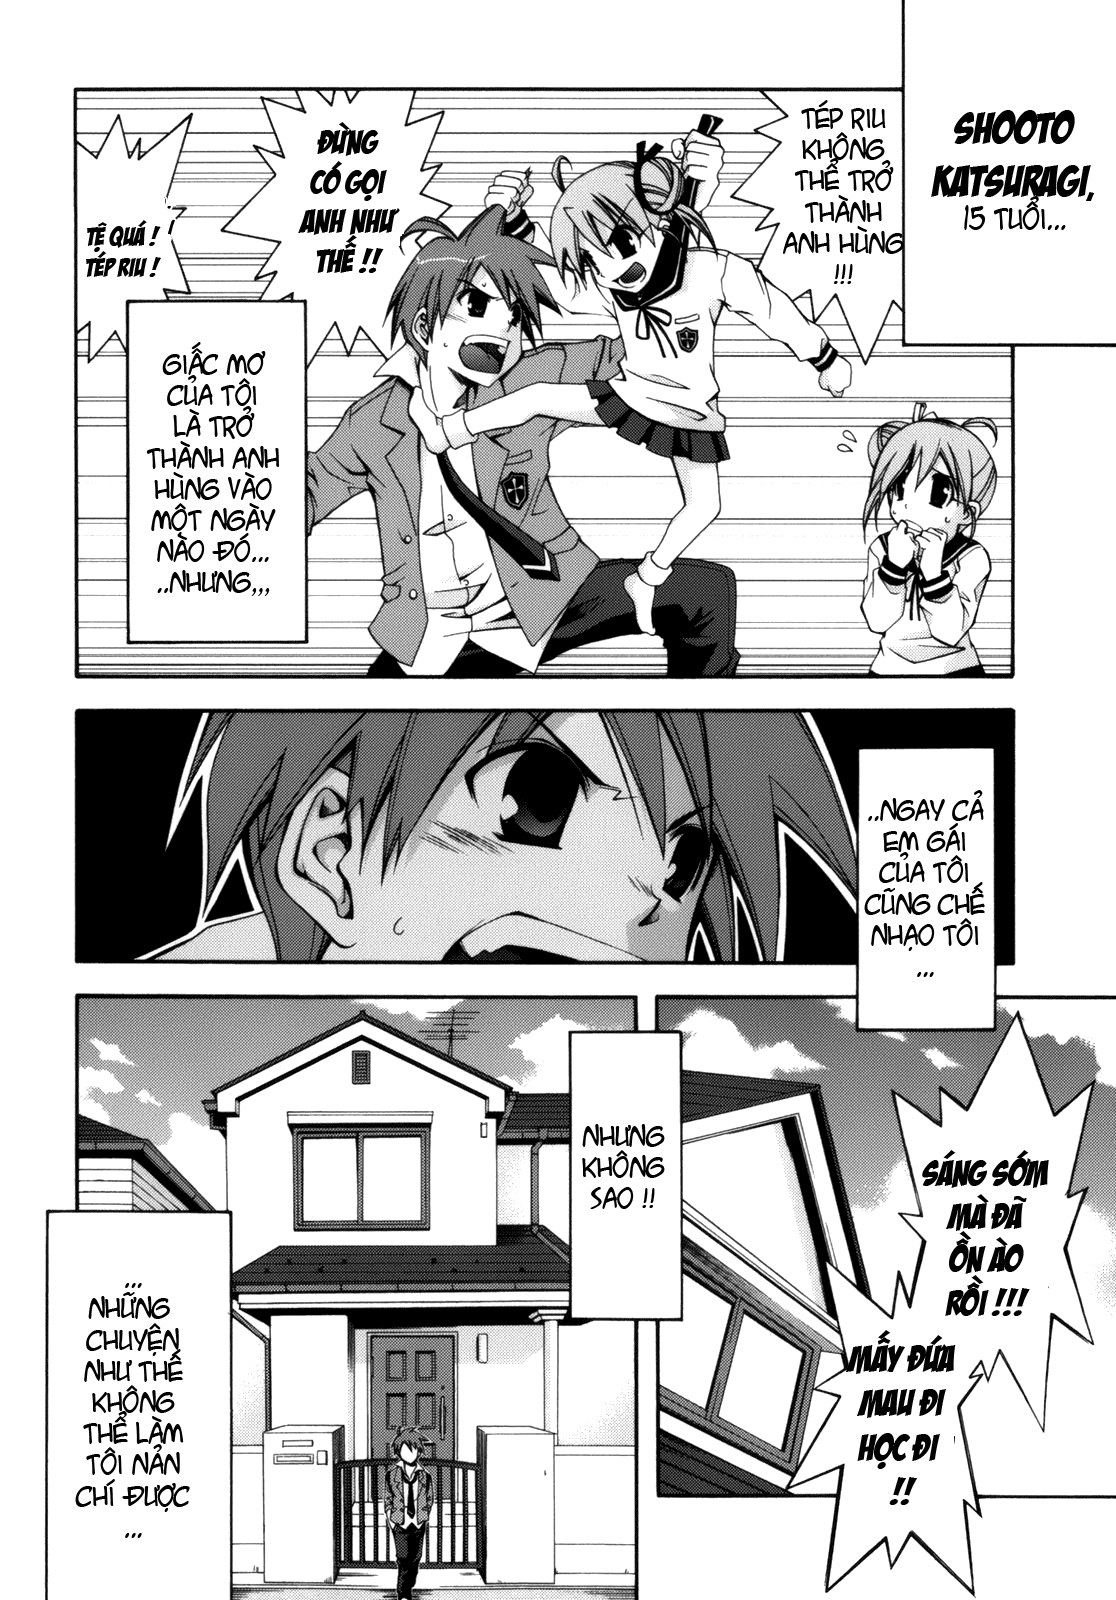 SHOOTO
KATSURAGI,
15 TUỔI...
TÉP RIU
KHÔNG
THỂ TRỞ
THÀNH
ANH HÙNG
!!!
ĐỪNG
CÓ GỌI
ANH NHƯ
THẾ !!
TỆ QUÁ !
TÉP RIU !
GIẤC MƠ
CỦA TÔI
LÀ TRỞ
THÀNH ANH
HÙNG VÀO
MỘT NGÀY
NÀO ĐÓ...
..NHƯNG,,,
..NGAY CẢ
EM GÁI
CỦA TÔI
CŨNG CHẾ
NHẠO TÔI
...
SÁNG SỚM
MÀ ĐÃ
ỒN ÀO
RỒI !!!
MẤY ĐỨA
MAU ĐI
HỌC ĐI
!!
NHƯNG
KHÔNG
SAO !!
...
NHỮNG
CHUYỆN
NHƯ THẾ
KHÔNG
THỂ LÀM
TÔI NẢN
CHÍ ĐƯỢC
...